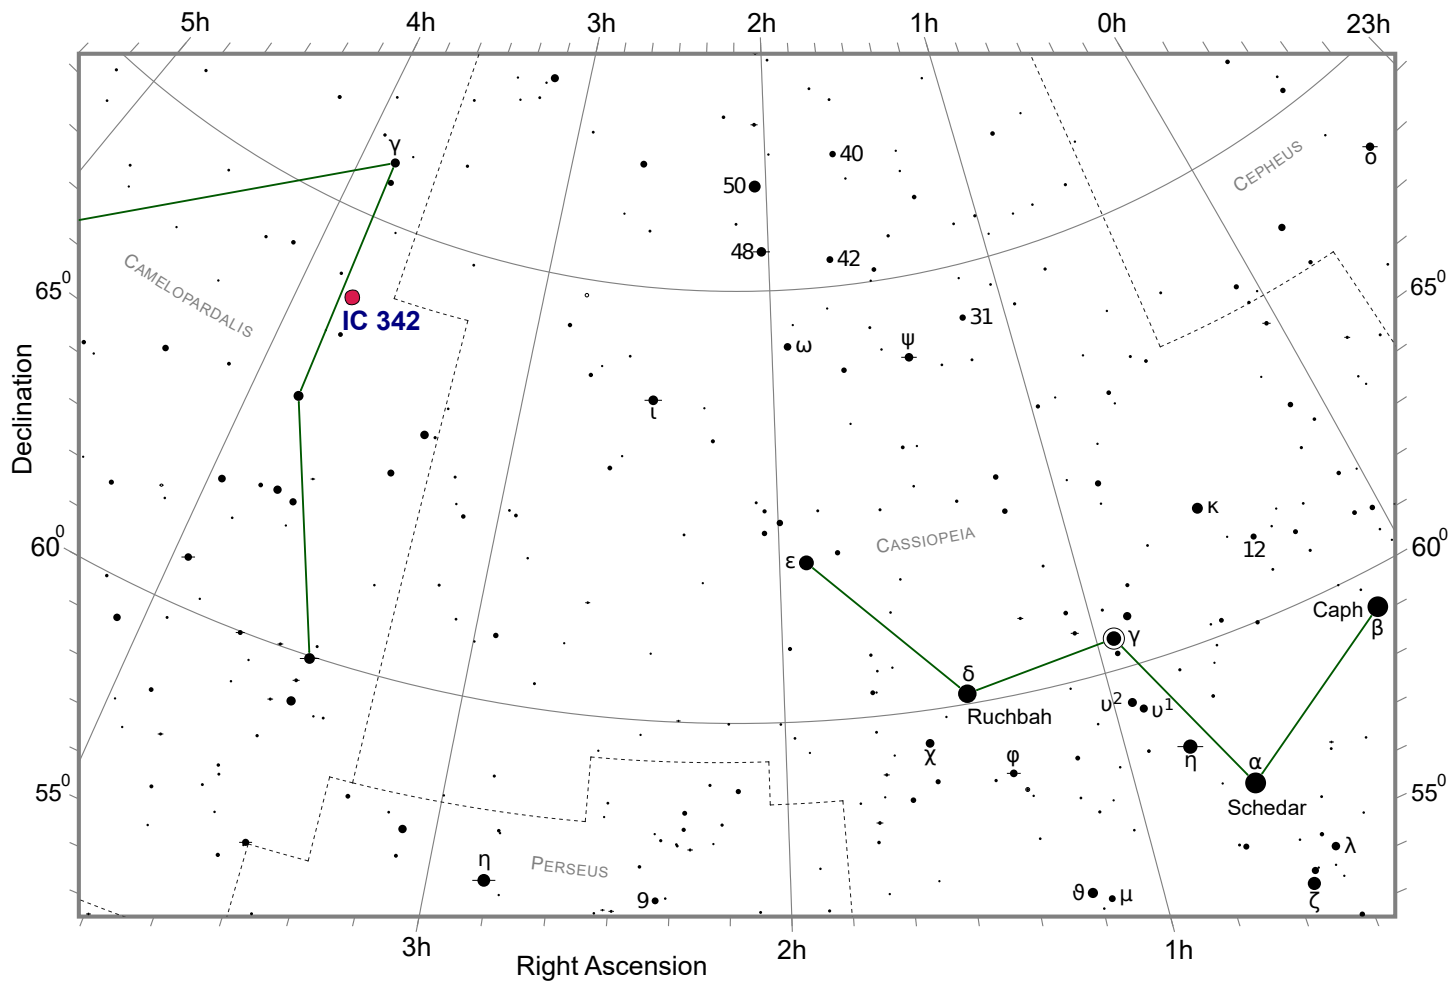 5h 4h 3h 2h 1h 0h 23h
γ
40
CEPHEUS
ο
50
48
42
CAMELOPARDALIS
65⁰
65⁰
IC 342
31
ω
ψ
ι
Declination
κ
CASSIOPEIA
12
60⁰
60⁰
ε
Caph
β
γ
δ
Ruchbah
υ²
υ¹
χ
φ
η
α
Schedar
55⁰
55⁰
λ
η
PERSEUS
9
ϑ
μ
ζ
3h 2h 1h
Right Ascension